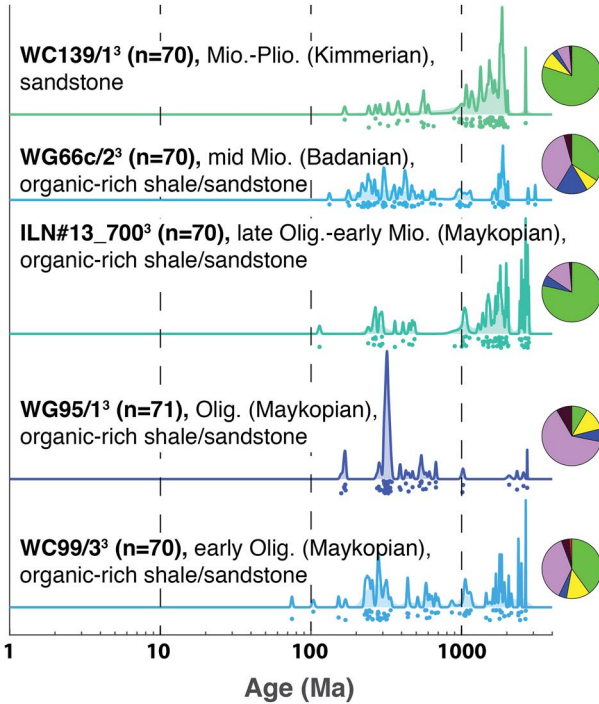 WC139/1³ (n=70), Mio.-Plio. (Kimmerian),
sandstone
WG66c/2³ (n=70), mid Mio. (Badanian),
organic-rich shale/sandstone
ILN#13_700³ (n=70), late Olig.-early Mio. (Maykopian),
organic-rich shale/sandstone
WG95/1³ (n=71), Olig. (Maykopian),
organic-rich shale/sandstone
WC99/3³ (n=70), early Olig. (Maykopian),
organic-rich shale/sandstone
1 10 100 1000
Age (Ma)